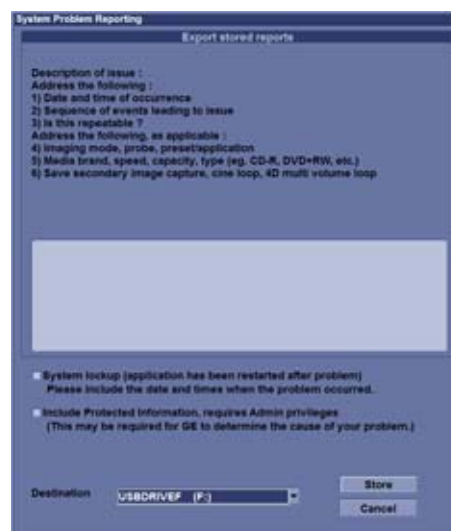 System Problem Reporting
Export stored reports
Description of issue :
Address the following :
1) Date and time of occurrence
2) Sequence of events leading to issue
3) Is this repeatable ?
Address the following, as applicable :
4) Imaging mode, probe, preset/application
5) Media brand, speed, capacity, type (eg. CD-R, DVD+RW, etc.)
6) Save secondary image capture, cine loop, 4D multi volume loop
System lockup (application has been restarted after problem)
Please include the date and times when the problem occurred.
Include Protected Information, requires Admin privileges
(This may be required for GE to determine the cause of your problem.)
Destination
USBDRIVEF (F:)
Store
Cancel